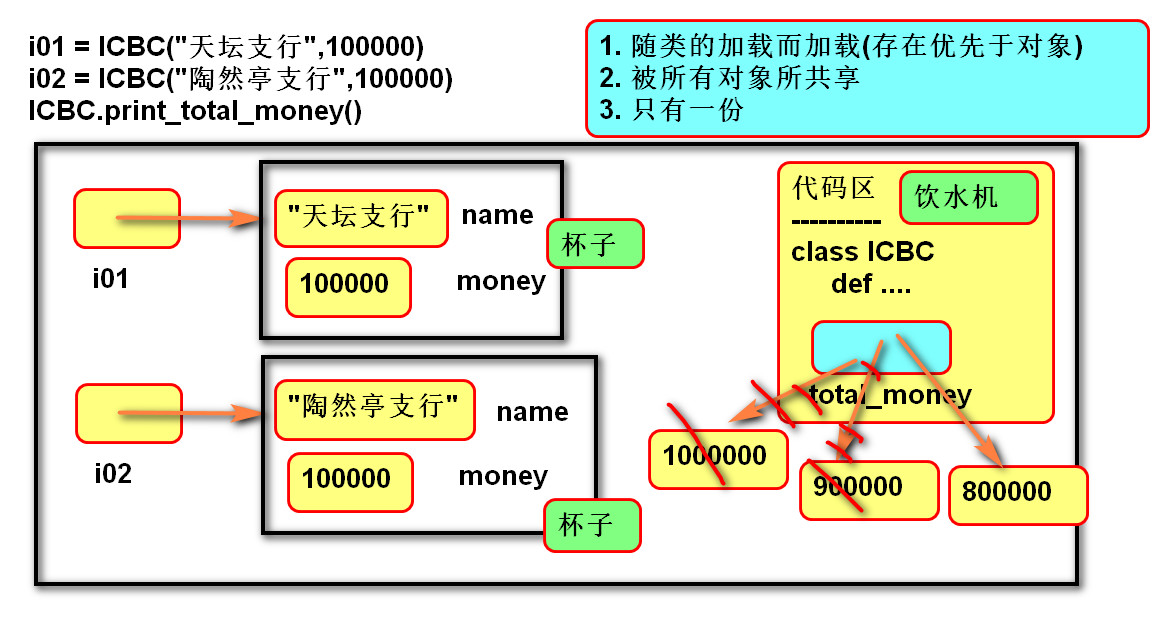 i01 = ICBC("天坛支行",100000)
i02 = ICBC("陶然亭支行",100000)
ICBC.print_total_money()
1. 随类的加载而加载(存在优先于对象)
2. 被所有对象所共享
3. 只有一份
i01
"天坛支行" name
100000 money
杯子
i02
"陶然亭支行" name
100000 money
杯子
代码区
饮水机
----------
class ICBC
def ....
total_money
1000000
900000
800000